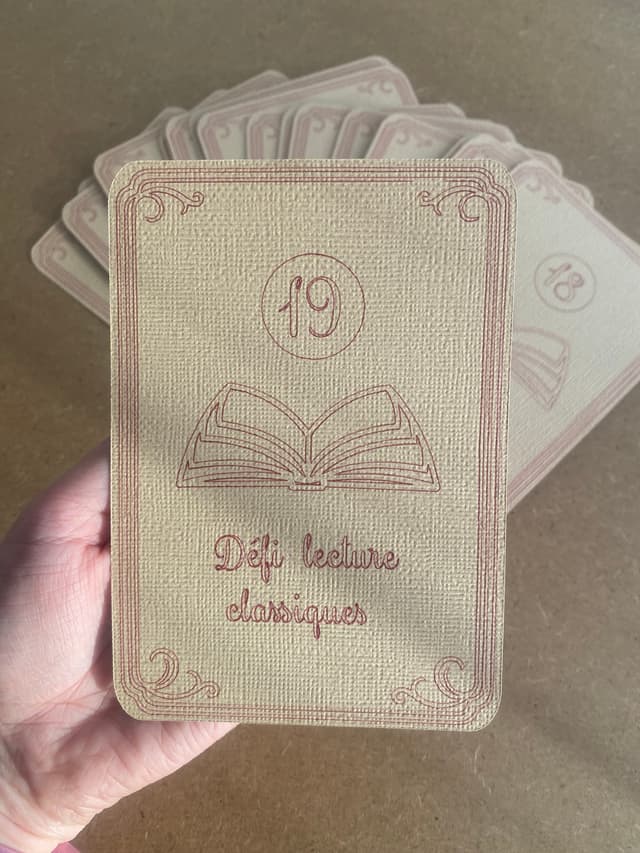 19
Défi lecture
classiques
18